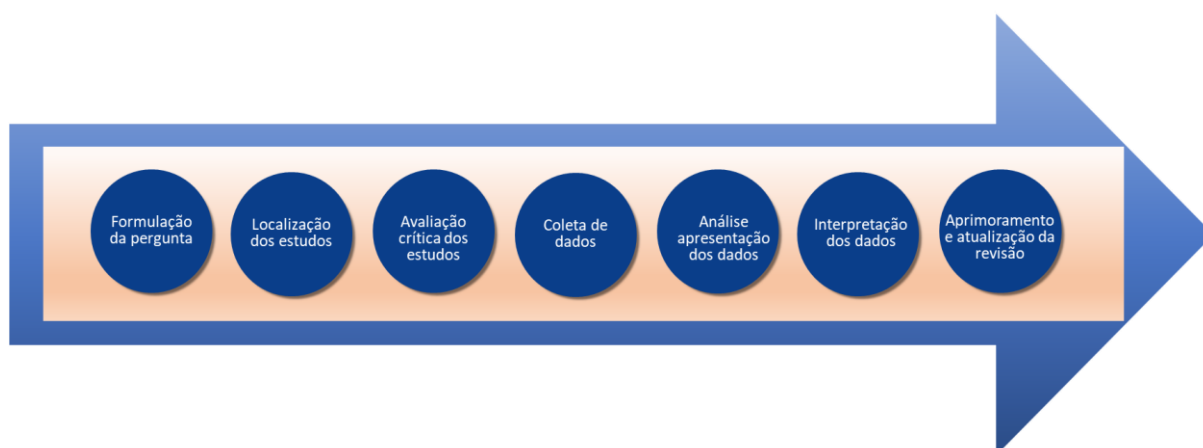 Formulação
da pergunta
Localização
dos estudos
Avaliação
crítica dos
estudos
Coleta de
dados
Análise
apresentação
dos dados
Interpretação
dos dados
Aprimoramento
e atualização da
revisão